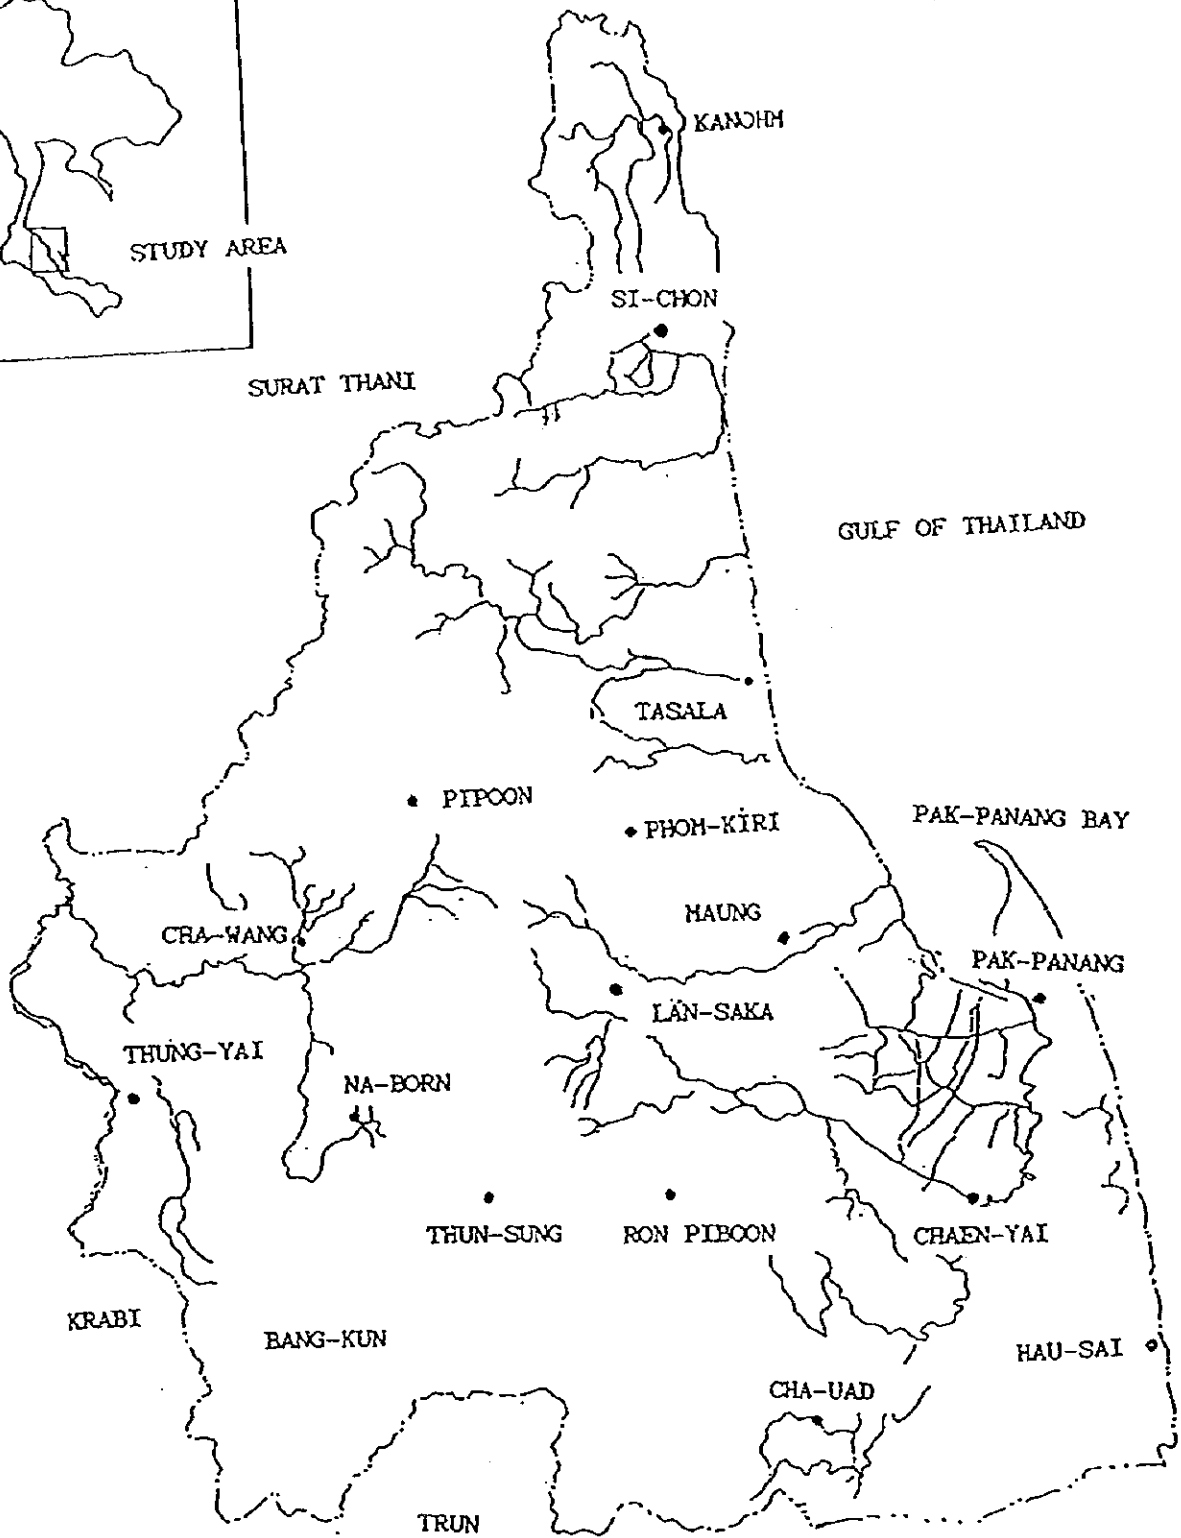 KANOHM
STUDY AREA
SI-CHON
SURAT THANI
GULF OF THAILAND
TASALA
PIPOON
PHOM-KIRI
PAK-PANANG BAY
MAUNG
CHA-WANG
PAK-PANANG
LAN-SAKA
THUNG-YAI
NA-BORN
THUN-SUNG
RON PIBOON
CHAEN-YAI
KRABI
BANG-KUN
HAU-SAI
CHA-UAD
TRUN